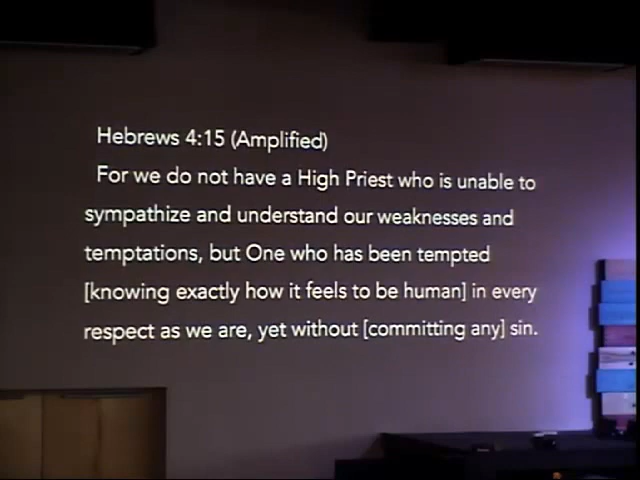 Hebrews 4:15 (Amplified)
For we do not have a High Priest who is unable to
sympathize and understand our weaknesses and
temptations, but One who has been tempted
[knowing exactly how it feels to be human] in every
respect as we are, yet without [committing any] sin.